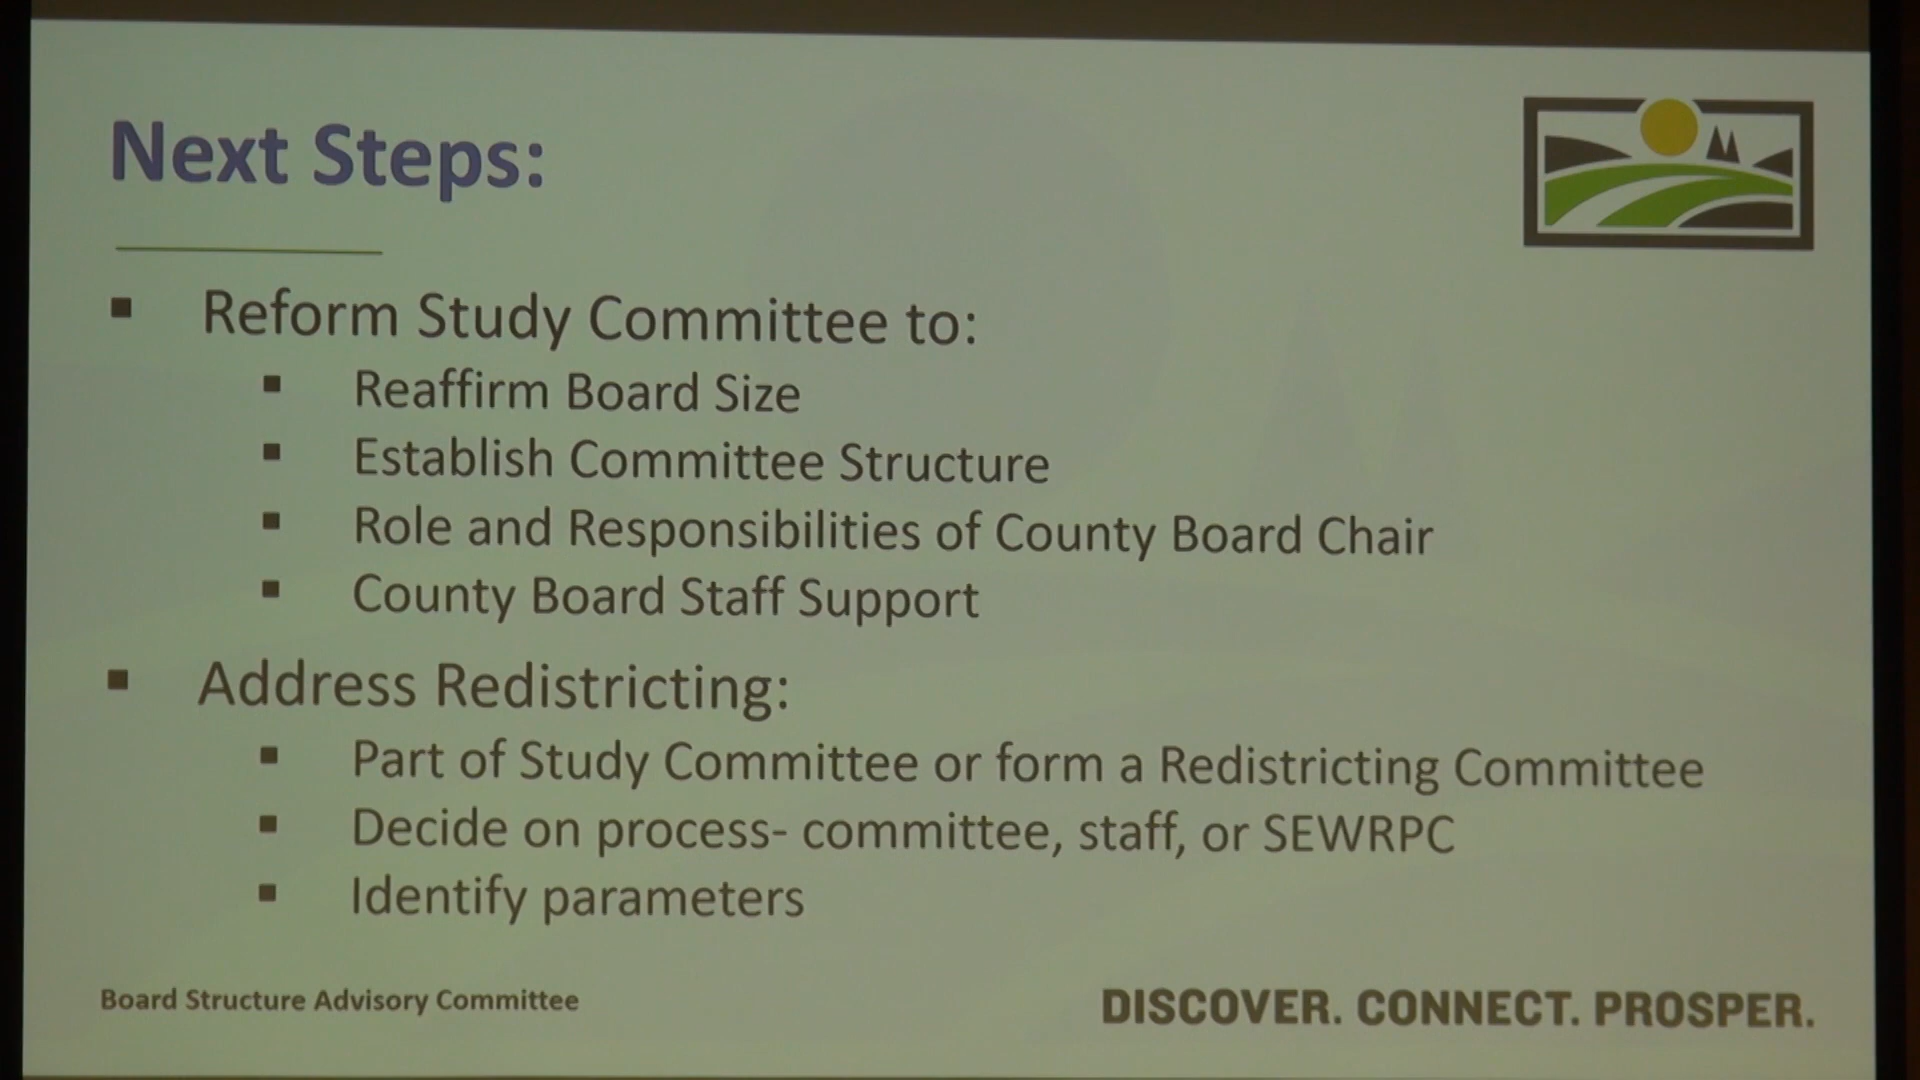 Next Steps:
Reform Study Committee to:
Reaffirm Board Size
Establish Committee Structure
Role and Responsibilities of County Board Chair
County Board Staff Support
Address Redistricting:
Part of Study Committee or form a Redistricting Committee
Decide on process- committee, staff, or SEWRPC
Identify parameters
Board Structure Advisory Committee
DISCOVER. CONNECT. PROSPER.